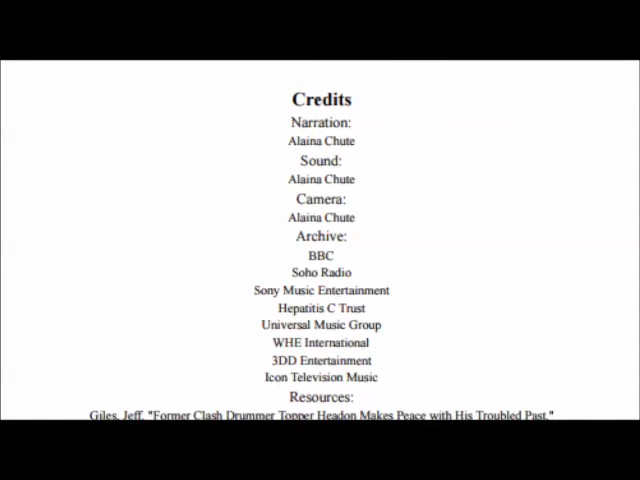 Credits
Narration:
Alaina Chute
Sound:
Alaina Chute
Camera:
Alaina Chute
Archive:
BBC
Soho Radio
Sony Music Entertainment
Hepatitis C Trust
Universal Music Group
WHE International
3DD Entertainment
Icon Television Music
Resources:
Giles, Jeff. "Former Clash Drummer Topper Headon Makes Peace with His Troubled Past."